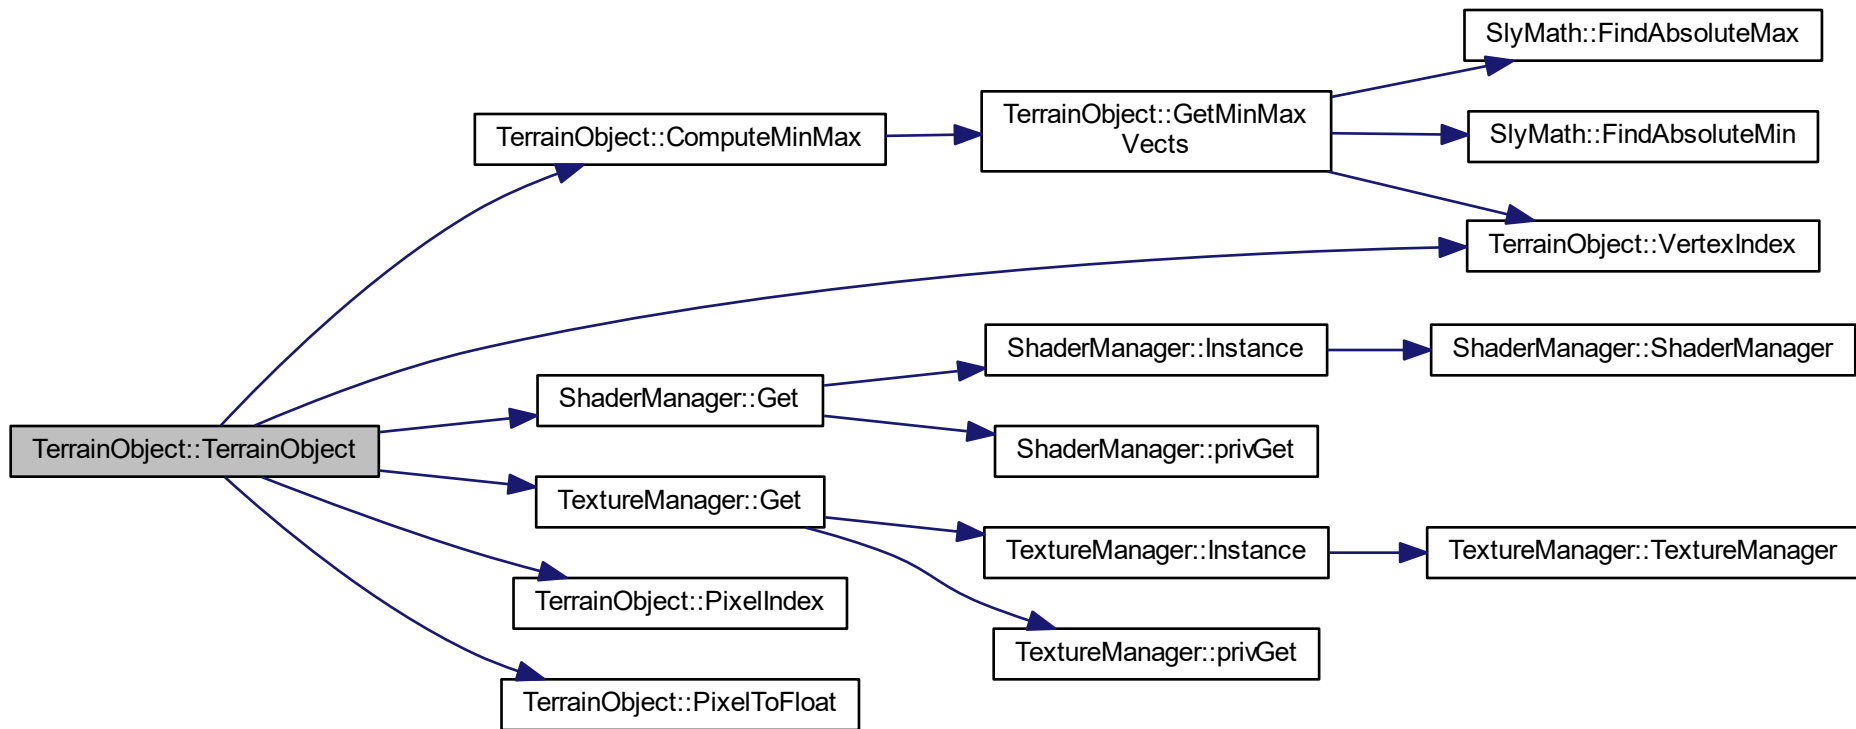 SlyMath::FindAbsoluteMax
TerrainObject::GetMinMax
Vects
TerrainObject::ComputeMinMax
SlyMath::FindAbsoluteMin
TerrainObject::VertexIndex
ShaderManager::Instance
ShaderManager::ShaderManager
ShaderManager::Get
ShaderManager::privGet
TerrainObject::TerrainObject
TextureManager::Get
TextureManager::Instance
TextureManager::TextureManager
TerrainObject::PixelIndex
TextureManager::privGet
TerrainObject::PixelToFloat